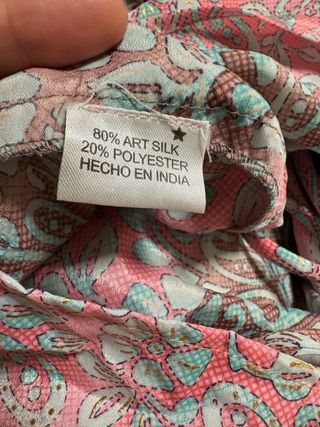 80% ART SILK
20% POLYESTER
HECHO EN INDIA